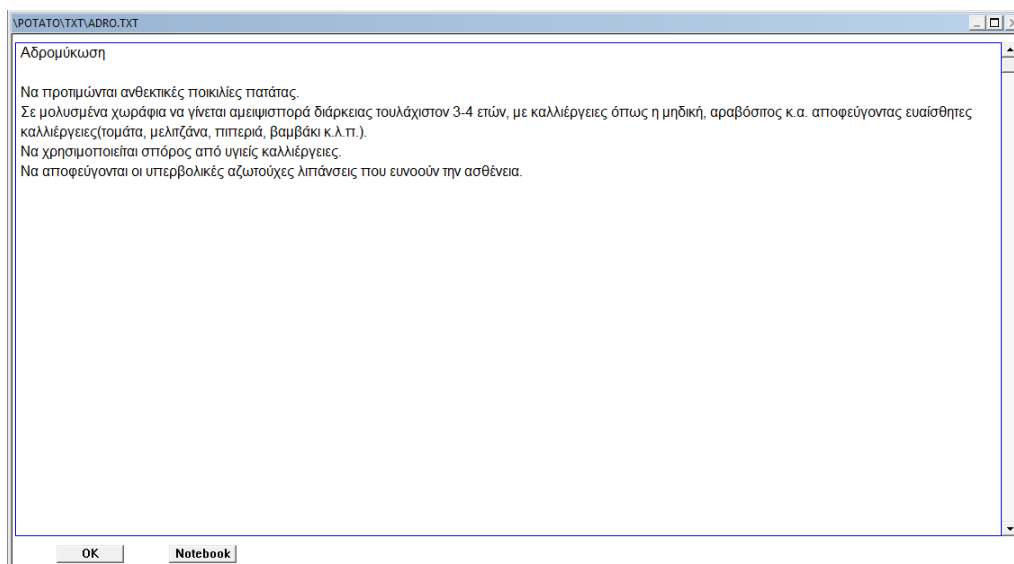 \POTATO\TXT\ADRO.TXT
Αδρομύκωση
Να προτιμώνται ανθεκτικές ποικιλίες πατάτας.
Σε μολυσμένα χωράφια να γίνεται αμειψισπορά διάρκειας τουλάχιστον 3-4 ετών, με καλλιέργειες όπως η μηδική, αραβόσιτος κ.α. αποφεύγοντας ευαίσθητες
καλλιέργειες(τομάτα, μελιτζάνα, πιπεριά, βαμβάκι κ.λ.π.).
Να χρησιμοποιείται σπόρος από υγιείς καλλιέργειες.
Να αποφεύγονται οι υπερβολικές αζωτούχες λιπάνσεις που ευνοούν την ασθένεια.
OK Notebook